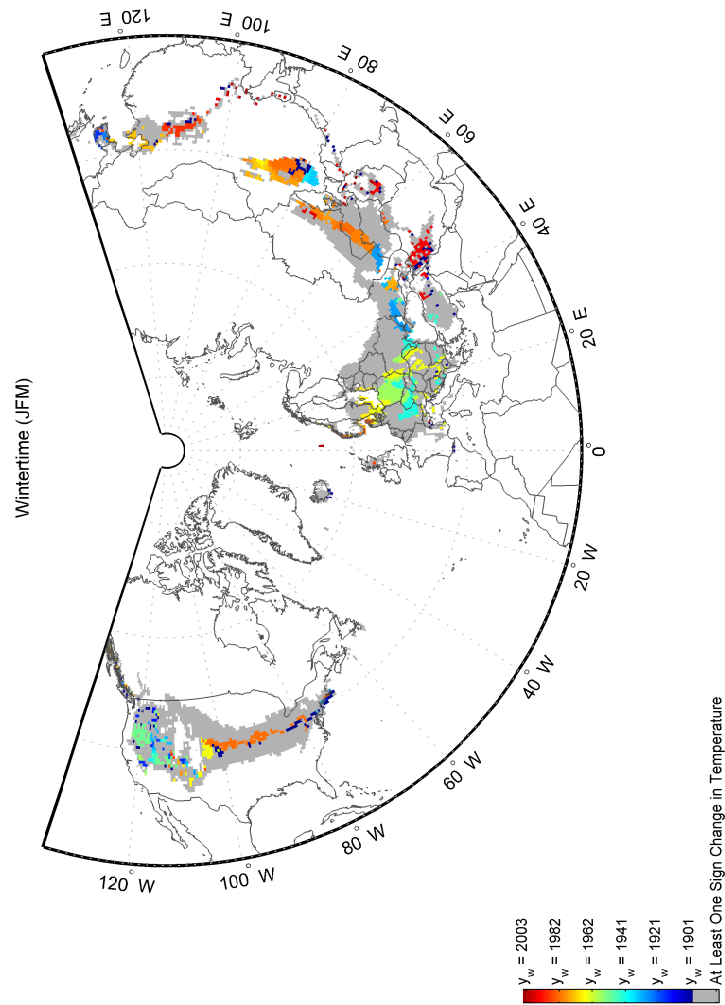 Wintertime (JFM)
120 W
100 W
80 W
60 W
40 W
20 W
0
20 E
40 E
60 E
80 E
100 E
120 E
y_w = 2003
y_w = 1982
y_w = 1962
y_w = 1941
y_w = 1921
y_w = 1901
At Least One Sign Change in Temperature